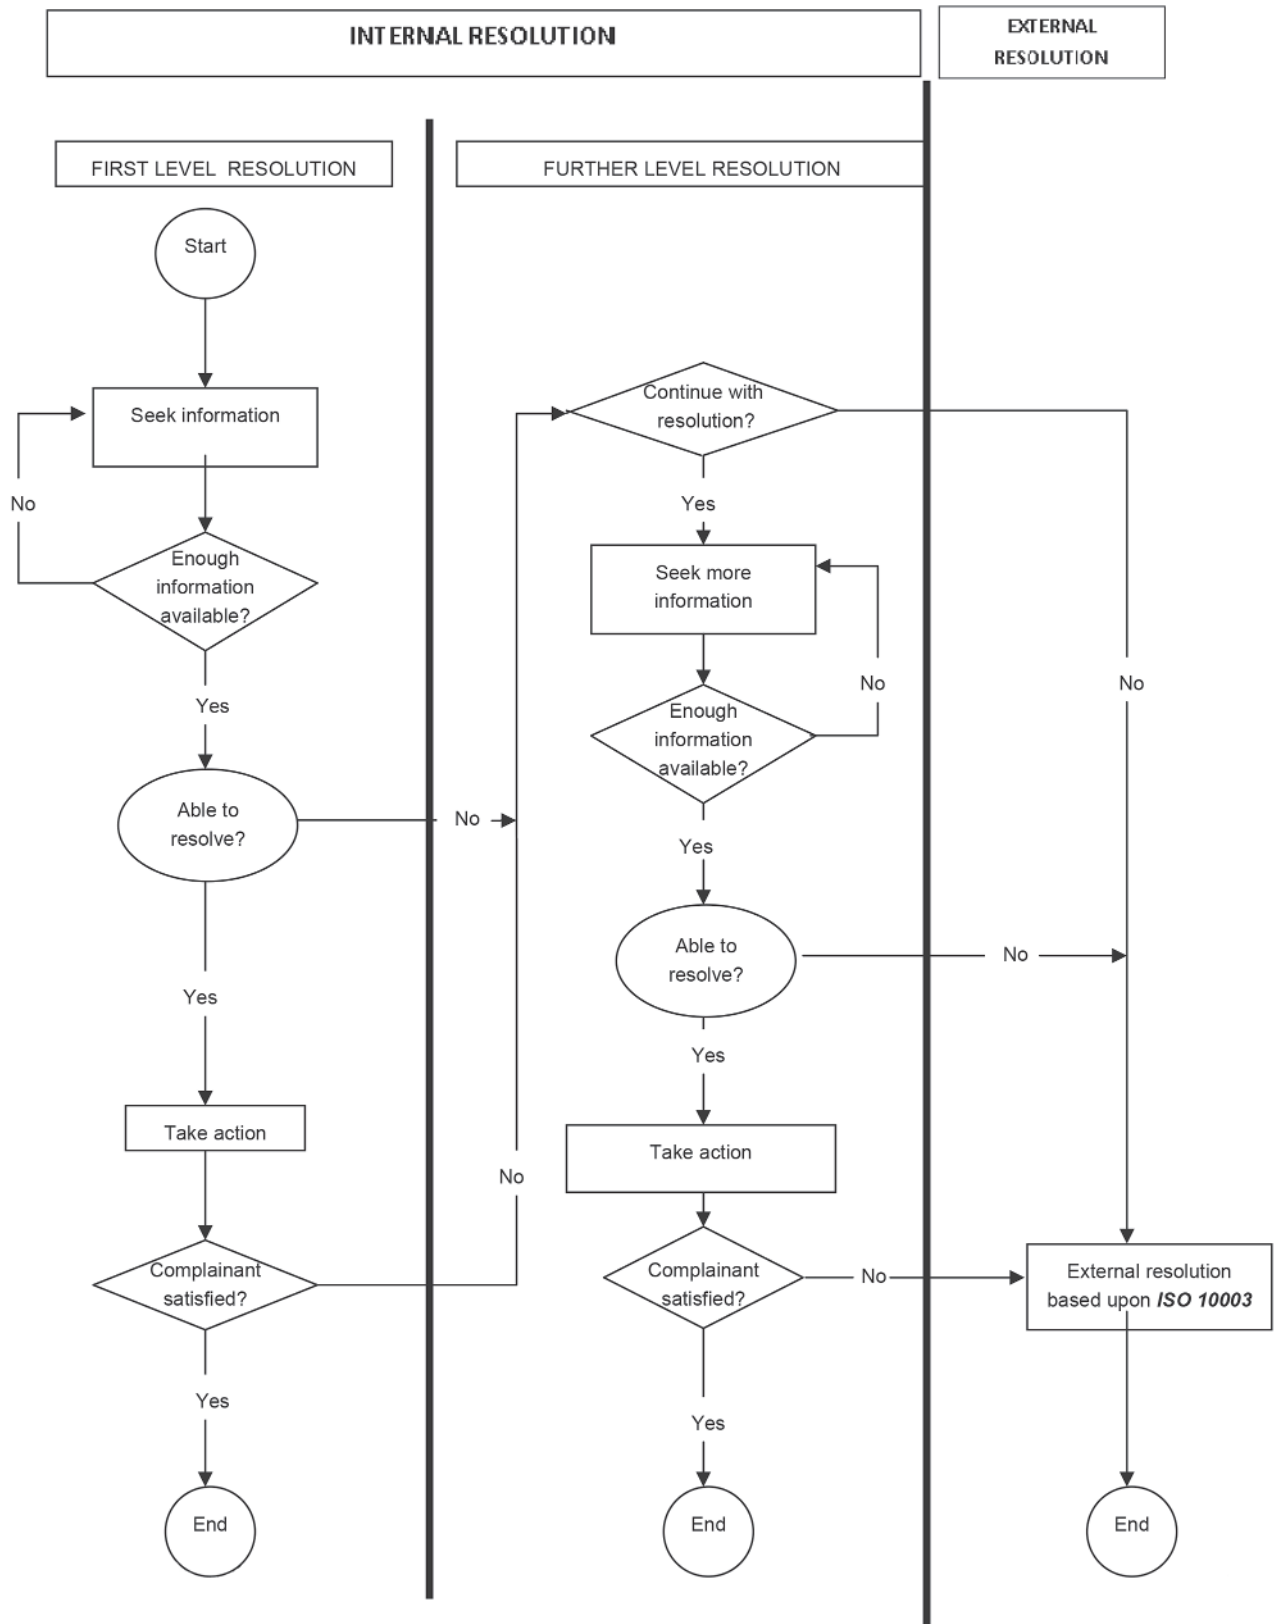 INTERNAL RESOLUTION
EXTERNAL
RESOLUTION
FIRST LEVEL RESOLUTION
FURTHER LEVEL RESOLUTION
Start
Seek information
No
Enough
information
available?
Yes
Able to
resolve?
No
Yes
Take action
Complainant
satisfied?
No
Yes
End
Continue with
resolution?
Yes
No
Seek more
information
No
Enough
information
available?
Yes
Able to
resolve?
No
Yes
Take action
Complainant
satisfied?
No
Yes
End
External resolution
based upon ISO 10003
End